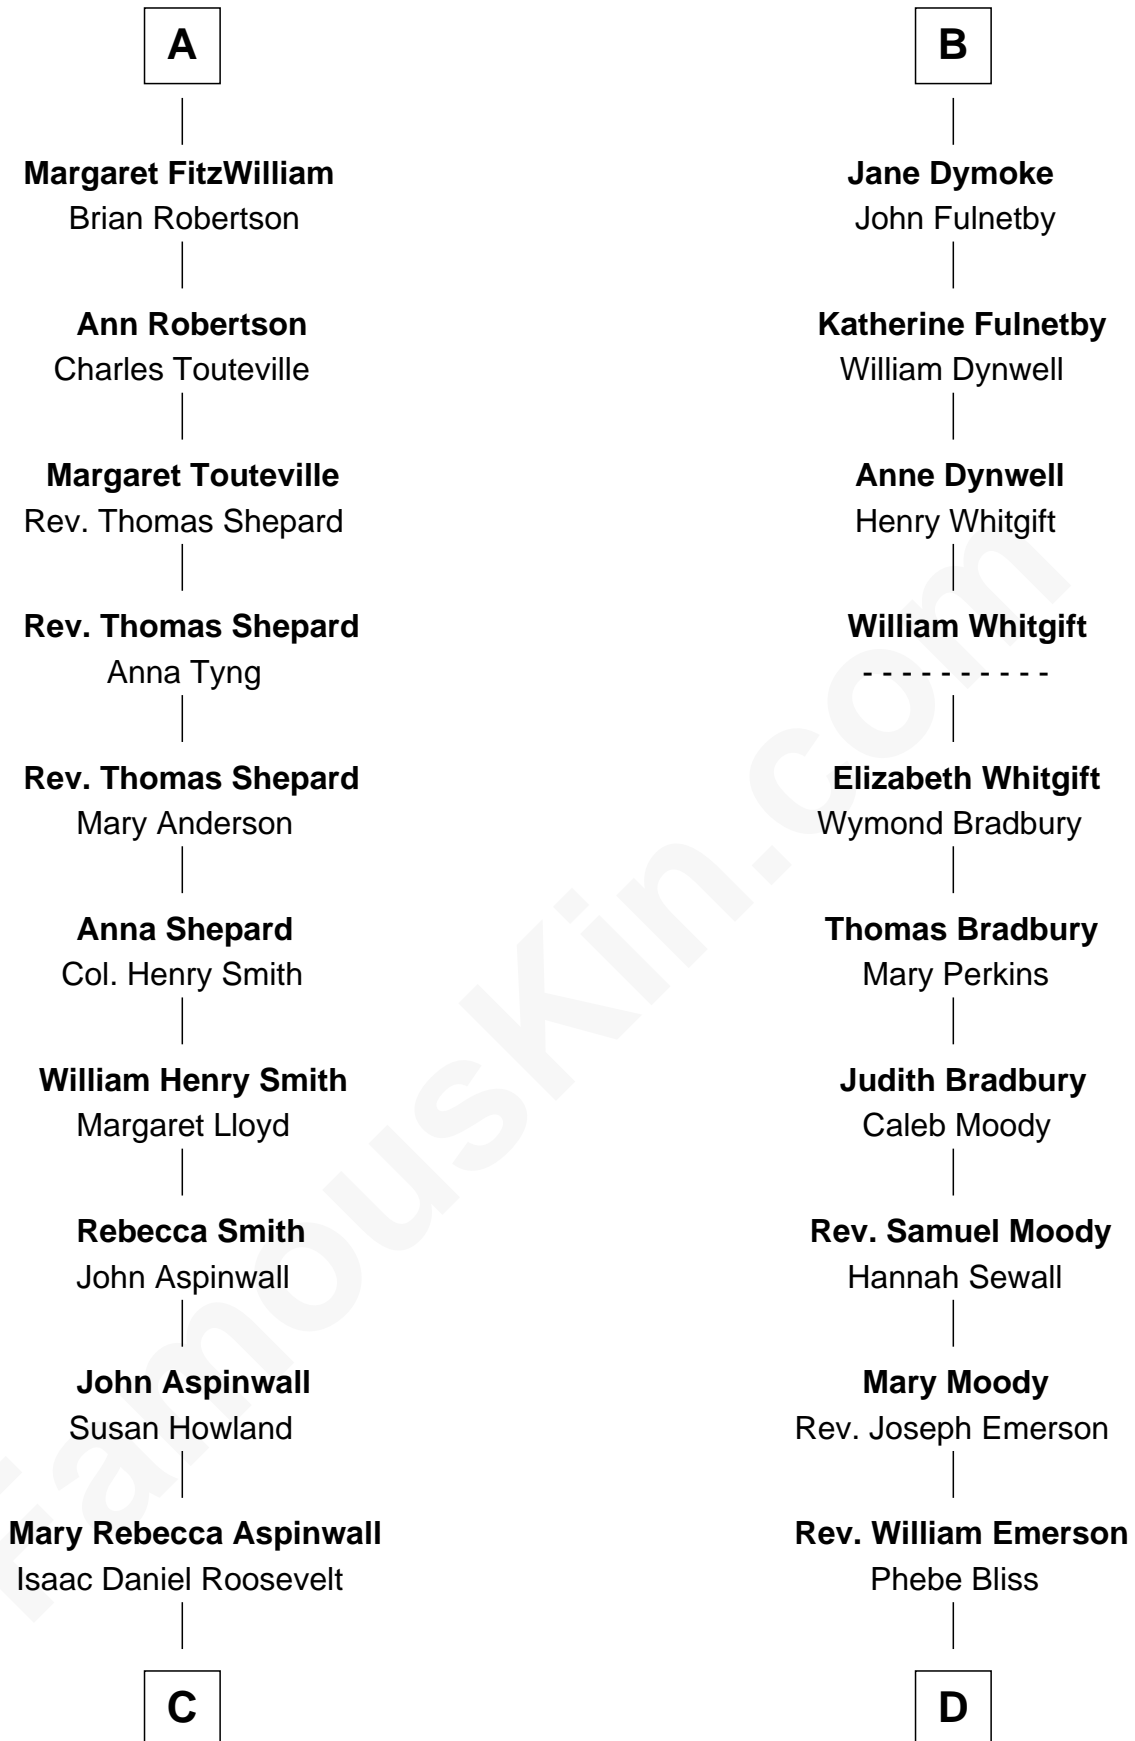 A
Margaret FitzWilliam
Brian Robertson
Ann Robertson
Charles Touteville
Margaret Touteville
Rev. Thomas Shepard
Rev. Thomas Shepard
Anna Tyng
Rev. Thomas Shepard
Mary Anderson
Anna Shepard
Col. Henry Smith
William Henry Smith
Margaret Lloyd
Rebecca Smith
John Aspinwall
John Aspinwall
Susan Howland
Mary Rebecca Aspinwall
Isaac Daniel Roosevelt
C
B
Jane Dymoke
John Fulnetby
Katherine Fulnetby
William Dynwell
Anne Dynwell
Henry Whitgift
William Whitgift
- - - - - - - - - -
Elizabeth Whitgift
Wymond Bradbury
Thomas Bradbury
Mary Perkins
Judith Bradbury
Caleb Moody
Rev. Samuel Moody
Hannah Sewall
Mary Moody
Rev. Joseph Emerson
Rev. William Emerson
Phebe Bliss
D
FamousKin.com